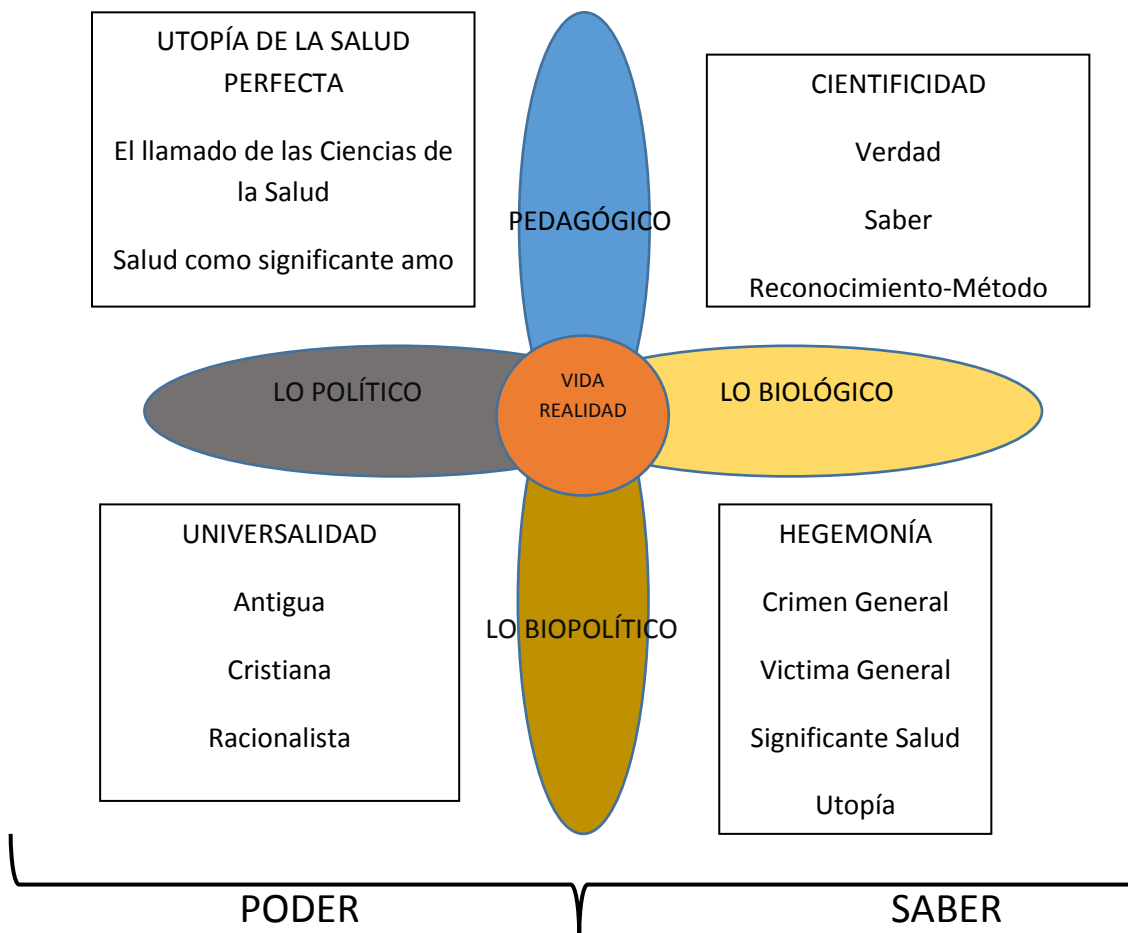 UTOPÍA DE LA SALUD
PERFECTA
El llamado de las Ciencias de
la Salud
Salud como significante amo
PEDAGÓGICO
CIENTIFICIDAD
Verdad
Saber
Reconocimiento-Método
LO POLÍTICO
VIDA
REALIDAD
LO BIOLÓGICO
UNIVERSALIDAD
Antigua
Cristiana
Racionalista
LO BIOPOLÍTICO
HEGEMONÍA
Crimen General
Victima General
Significante Salud
Utopía
PODER
SABER